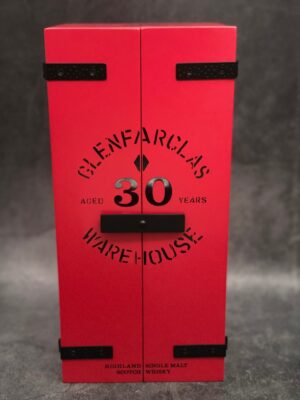 GLENFARCLAS
AGED 30 YEARS
WAREHOUSE
HIGHLAND SINGLE MALT
SCOTCH WHISKY